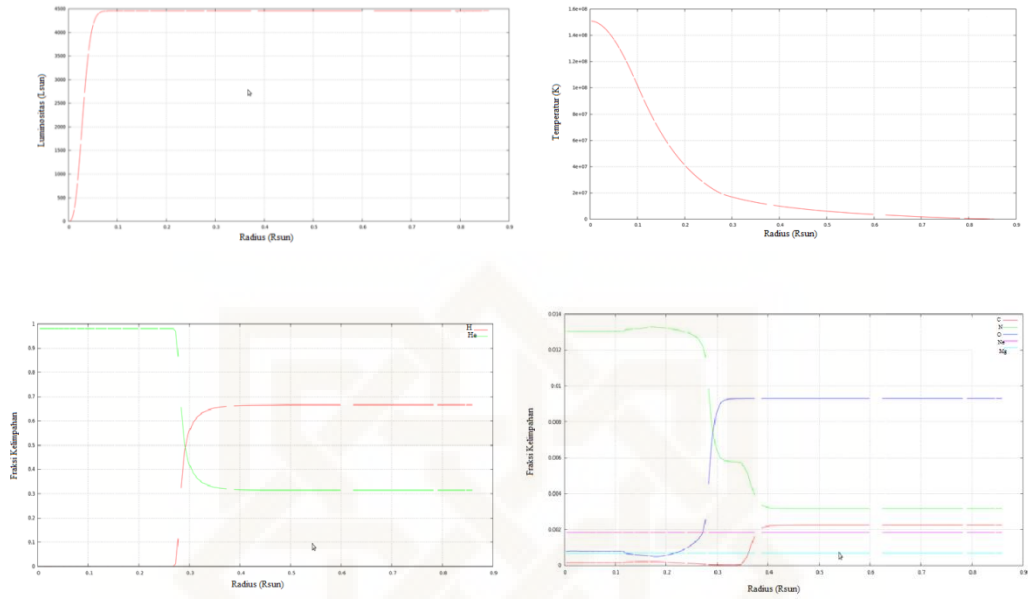 4500
4000
3500
3000
2500
2000
1500
1000
500
0
Luminositas (Lsun)
0 0.1 0.2 0.3 0.4 0.5 0.6 0.7 0.8 0.9
Radius (Rsun)
1.6e+08
1.4e+08
1.2e+08
1e+08
8e+07
6e+07
4e+07
2e+07
0
Temperatur (K)
0 0.1 0.2 0.3 0.4 0.5 0.6 0.7 0.8 0.9
Radius (Rsun)
1
0.9
0.8
0.7
0.6
0.5
0.4
0.3
0.2
0.1
0
Fraksi Kelimpahan
H
He
0 0.1 0.2 0.3 0.4 0.5 0.6 0.7 0.8 0.9
Radius (Rsun)
0.014
0.012
0.01
0.008
0.006
0.004
0.002
0
Fraksi Kelimpahan
C
N
O
Ne
Mg
0 0.1 0.2 0.3 0.4 0.5 0.6 0.7 0.8 0.9
Radius (Rsun)